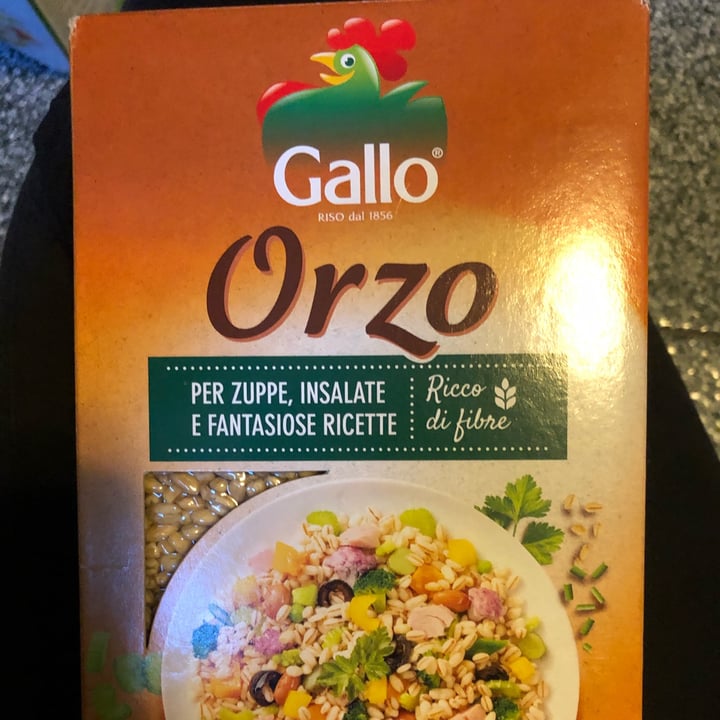 Gallo®
RISO dal 1856
Orzo
PER ZUPPE, INSALATE
E FANTASIOSE RICETTE
Ricco
di fibre